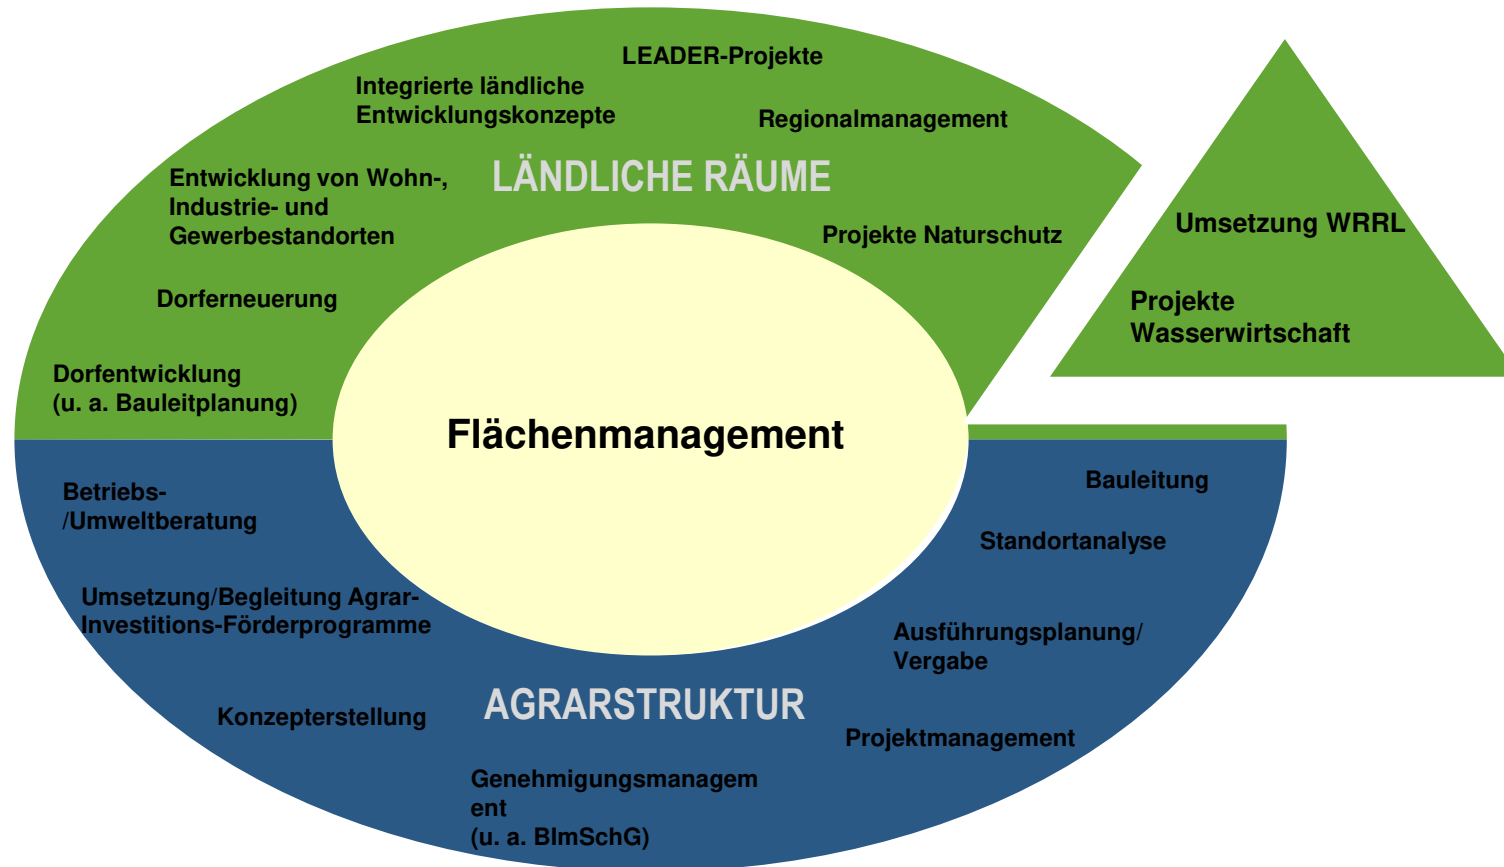 LEADER-Projekte
Integrierte ländliche
Entwicklungskonzepte
Regionalmanagement
LÄNDLICHE RÄUME
Entwicklung von Wohn-,
Industrie- und
Gewerbestandorten
Projekte Naturschutz
Dorferneuerung
Dorfentwicklung
(u. a. Bauleitplanung)
Umsetzung WRRL
Projekte
Wasserwirtschaft
Flächenmanagement
Betriebs-
/Umweltberatung
Bauleitung
Standortanalyse
Umsetzung/Begleitung Agrar-
Investitions-Förderprogramme
Ausführungsplanung/
Vergabe
Konzepterstellung
AGRARSTRUKTUR
Projektmanagement
Genehmigungsmanagem
ent
(u. a. BImSchG)